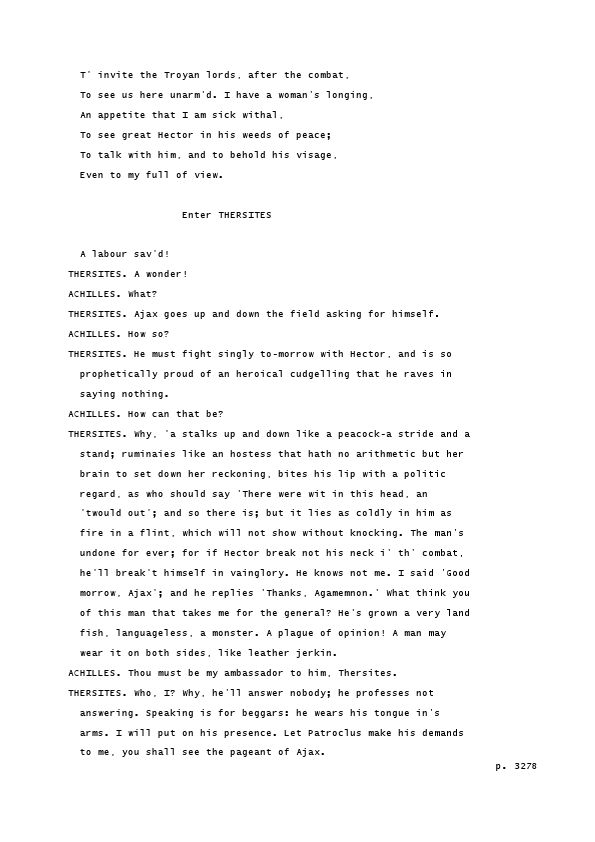 T' invite the Troyan lords, after the combat,
To see us here unarm'd. I have a woman's longing,
An appetite that I am sick withal,
To see great Hector in his weeds of peace;
To talk with him, and to behold his visage,
Even to my full of view.
Enter THERSITES
A labour sav'd!
THERSITES. A wonder!
ACHILLES. What?
THERSITES. Ajax goes up and down the field asking for himself.
ACHILLES. How so?
THERSITES. He must fight singly to-morrow with Hector, and is so
prophetically proud of an heroical cudgelling that he raves in
saying nothing.
ACHILLES. How can that be?
THERSITES. Why, 'a stalks up and down like a peacock-a stride and a
stand; ruminaies like an hostess that hath no arithmetic but her
brain to set down her reckoning, bites his lip with a politic
regard, as who should say 'There were wit in this head, an
'twould out'; and so there is; but it lies as coldly in him as
fire in a flint, which will not show without knocking. The man's
undone for ever; for if Hector break not his neck i' th' combat,
he'll break't himself in vainglory. He knows not me. I said 'Good
morrow, Ajax'; and he replies 'Thanks, Agamemnon.' What think you
of this man that takes me for the general? He's grown a very land
fish, languageless, a monster. A plague of opinion! A man may
wear it on both sides, like leather jerkin.
ACHILLES. Thou must be my ambassador to him, Thersites.
THERSITES. Who, I? Why, he'll answer nobody; he professes not
answering. Speaking is for beggars: he wears his tongue in's
arms. I will put on his presence. Let Patroclus make his demands
to me, you shall see the pageant of Ajax.
p. 3278